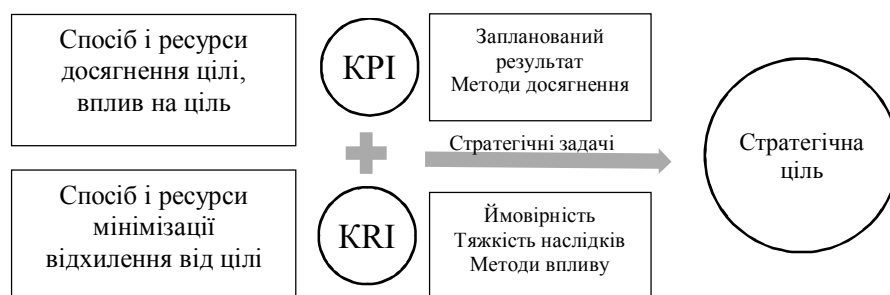 Спосіб і ресурси
досягнення цілі,
вплив на ціль
KPI
Запланований
результат
Методи досягнення
Стратегічні задачі
Стратегічна
ціль
Спосіб і ресурси
мінімізації
відхилення від цілі
KRI
Ймовірність
Тяжкість наслідків
Методи впливу